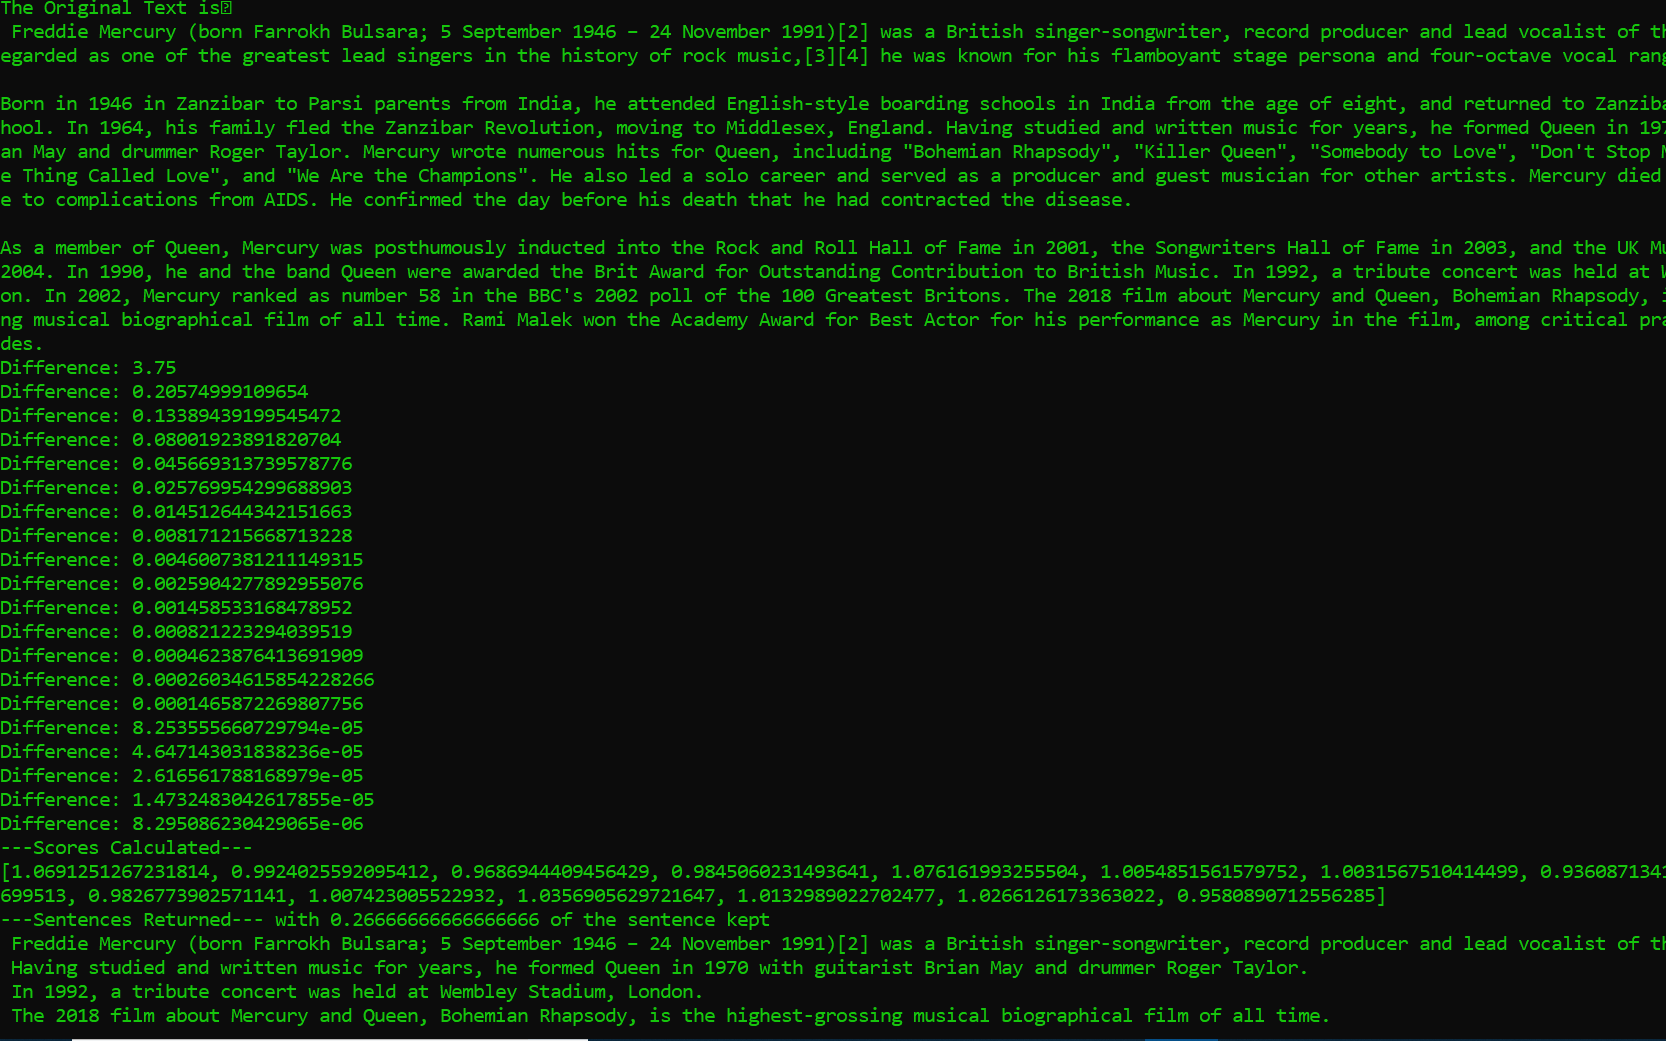 The Original Text is
Freddie Mercury (born Farrokh Bulsara; 5 September 1946 – 24 November 1991)[2] was a British singer-songwriter, record producer and lead vocalist of
egarded as one of the greatest lead singers in the history of rock music,[3][4] he was known for his flamboyant stage persona and four-octave vocal
Born in 1946 in Zanzibar to Parsi parents from India, he attended English-style boarding schools in India from the age of eight, and returned to
hool. In 1964, his family fled the Zanzibar Revolution, moving to Middlesex, England. Having studied and written music for years, he formed Queen in
an May and drummer Roger Taylor. Mercury wrote numerous hits for Queen, including "Bohemian Rhapsody", "Killer Queen", "Somebody to Love", "Don't Stop
e Thing Called Love", and "We Are the Champions". He also led a solo career and served as a producer and guest musician for other artists. Mercury died
e to complications from AIDS. He confirmed the day before his death that he had contracted the disease.
As a member of Queen, Mercury was posthumously inducted into the Rock and Roll Hall of Fame in 2001, the Songwriters Hall of Fame in 2003, and the UK
2004. In 1990, he and the band Queen were awarded the Brit Award for Outstanding Contribution to British Music. In 1992, a tribute concert was held at
on. In 2002, Mercury ranked as number 58 in the BBC's 2002 poll of the 100 Greatest Britons. The 2018 film about Mercury and Queen, Bohemian Rhapsody,
ng musical biographical film of all time. Rami Malek won the Academy Award for Best Actor for his performance as Mercury in the film, among critical
des.
Difference: 3.75
Difference: 0.20574999109654
Difference: 0.13389439199545472
Difference: 0.08001923891820704
Difference: 0.045669313739578776
Difference: 0.025769954299688903
Difference: 0.014512644342151663
Difference: 0.008171215668713228
Difference: 0.0046007381211149315
Difference: 0.0025904277892955076
Difference: 0.001458533168478952
Difference: 0.000821223294039519
Difference: 0.0004623876413691909
Difference: 0.00026034615854228266
Difference: 0.0001465872269807756
Difference: 8.253555660729794e-05
Difference: 4.647143031838236e-05
Difference: 2.616561788168979e-05
Difference: 1.4732483042617855e-05
Difference: 8.295086230429065e-06
---Scores Calculated---
[1.0691251267231814, 0.9924025592095412, 0.9686944409456429, 0.9845060231493641, 1.076161993255504, 1.0054851561579752, 1.0031567510414499, 0.9360871341
699513, 0.9826773902571141, 1.007423005522932, 1.0356905629721647, 1.0132989022702477, 1.0266126173363022, 0.9580890712556285]
---Sentences Returned--- with 0.26666666666666666 of the sentence kept
Freddie Mercury (born Farrokh Bulsara; 5 September 1946 – 24 November 1991)[2] was a British singer-songwriter, record producer and lead vocalist of
Having studied and written music for years, he formed Queen in 1970 with guitarist Brian May and drummer Roger Taylor.
In 1992, a tribute concert was held at Wembley Stadium, London.
The 2018 film about Mercury and Queen, Bohemian Rhapsody, is the highest-grossing musical biographical film of all time.